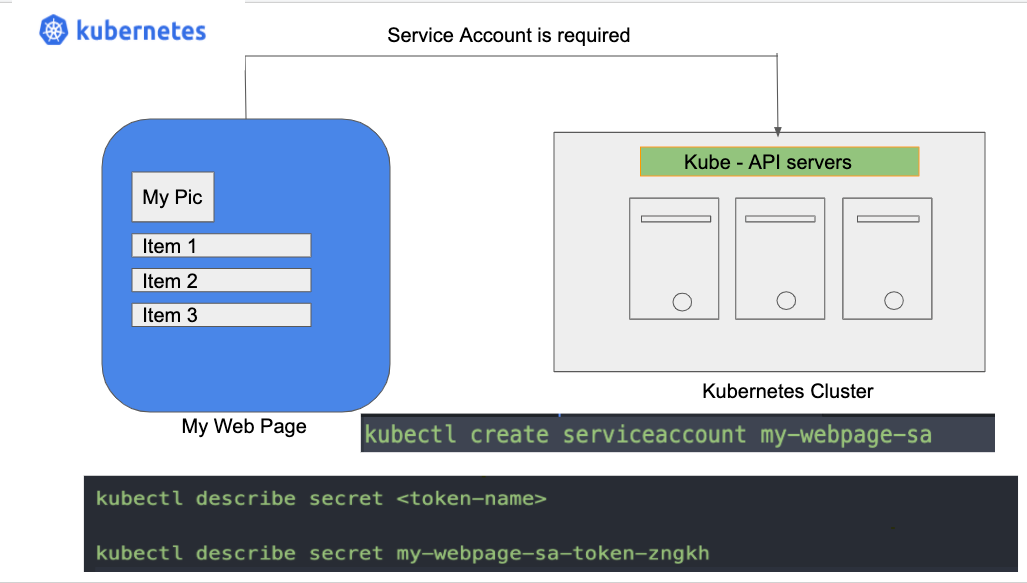 kubernetes
Service Account is required
Kube - API servers
My Pic
Item 1
Item 2
Item 3
Kubernetes Cluster
My Web Page
kubectl create serviceaccount my-webpage-sa
kubectl describe secret <token-name>
kubectl describe secret my-webpage-sa-token-zngkh